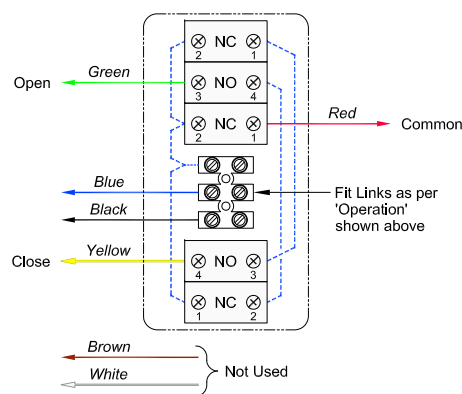 NC
2 1
Open Green NO
3 4
Red
NC
2 1
Common
Blue
Black
Fit Links as per
'Operation'
shown above
Close Yellow NO
4 3
NC
1 2
Brown
White
Not Used